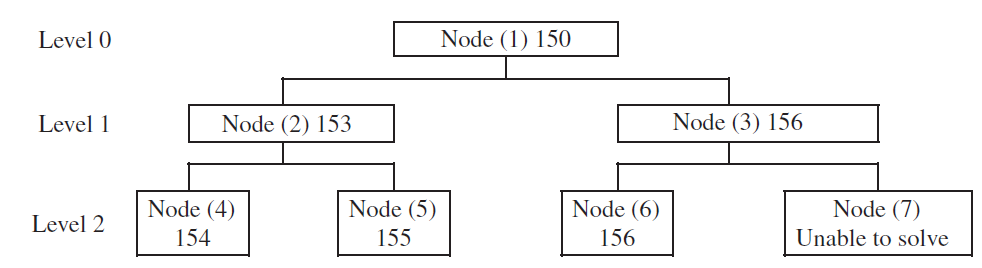 Level 0
Node (1) 150
Level 1
Node (2) 153
Node (3) 156
Level 2
Node (4)
154
Node (5)
155
Node (6)
156
Node (7)
Unable to solve